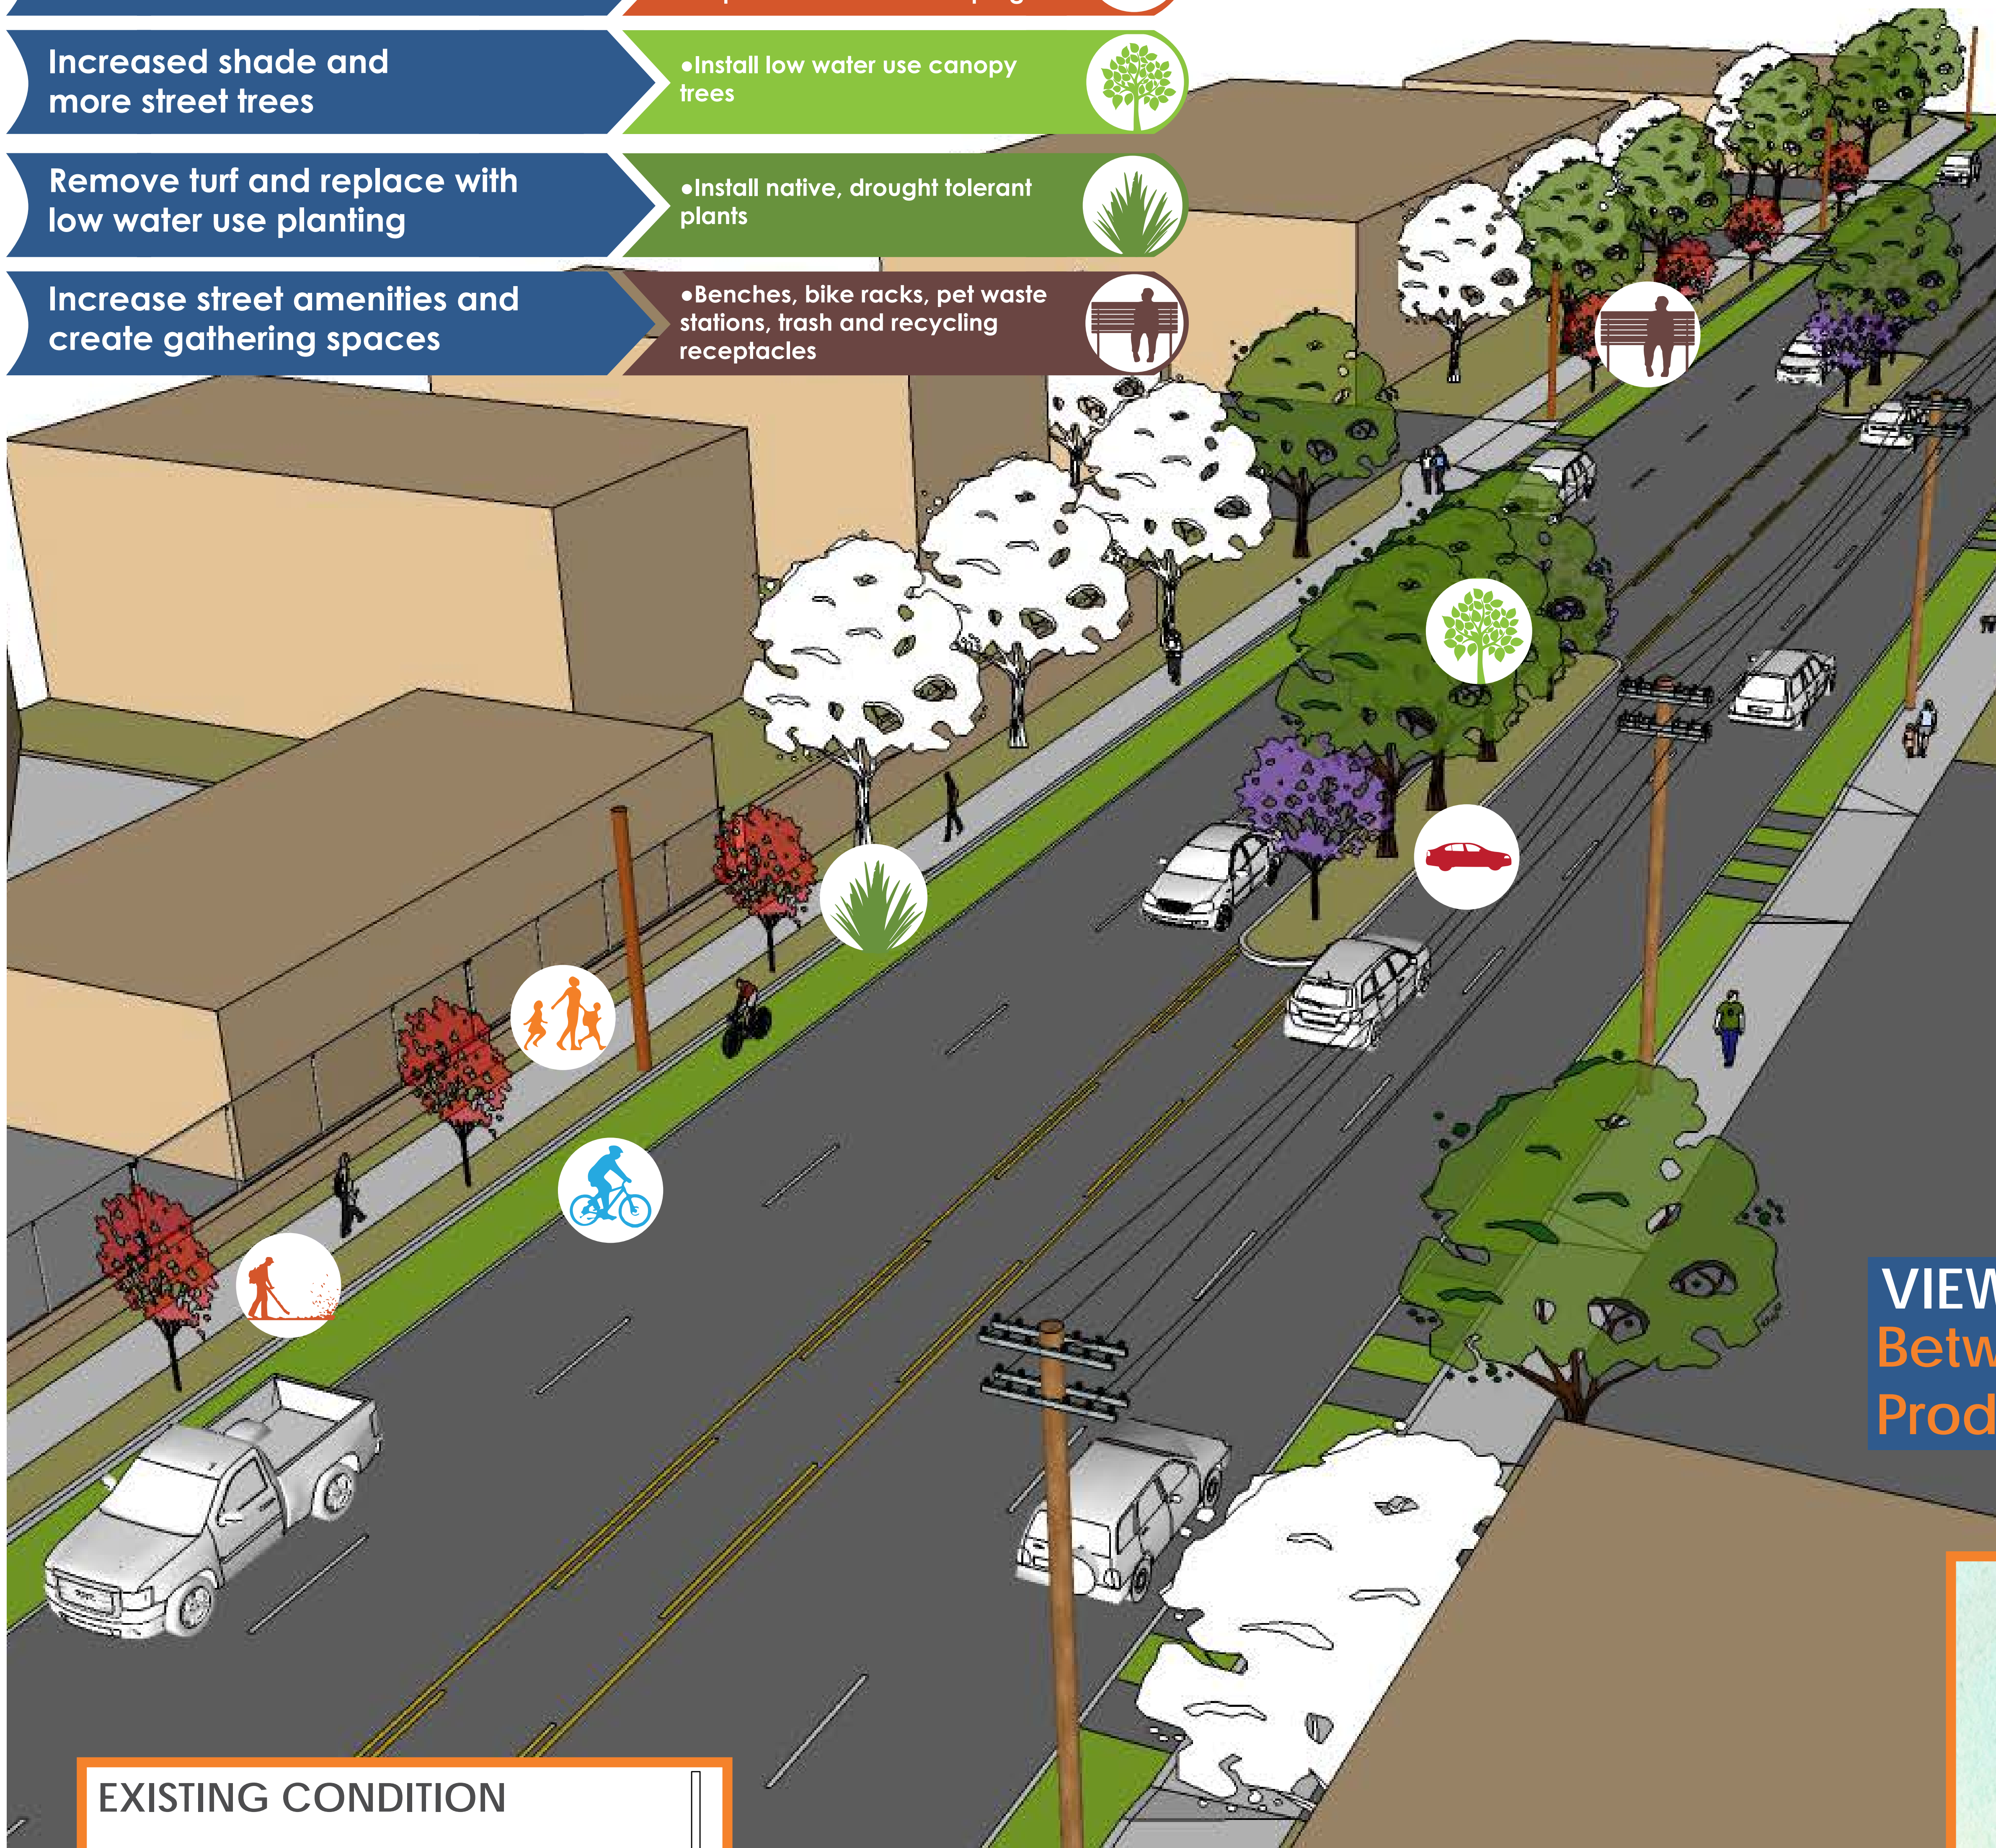 Increased shade and
more street trees
•Install low water use canopy
trees
Remove turf and replace with
low water use planting
•Install native, drought tolerant
plants
Increase street amenities and
create gathering spaces
•Benches, bike racks, pet waste
stations, trash and recycling
receptacles
VIEW
Betw
Prod
EXISTING CONDITION